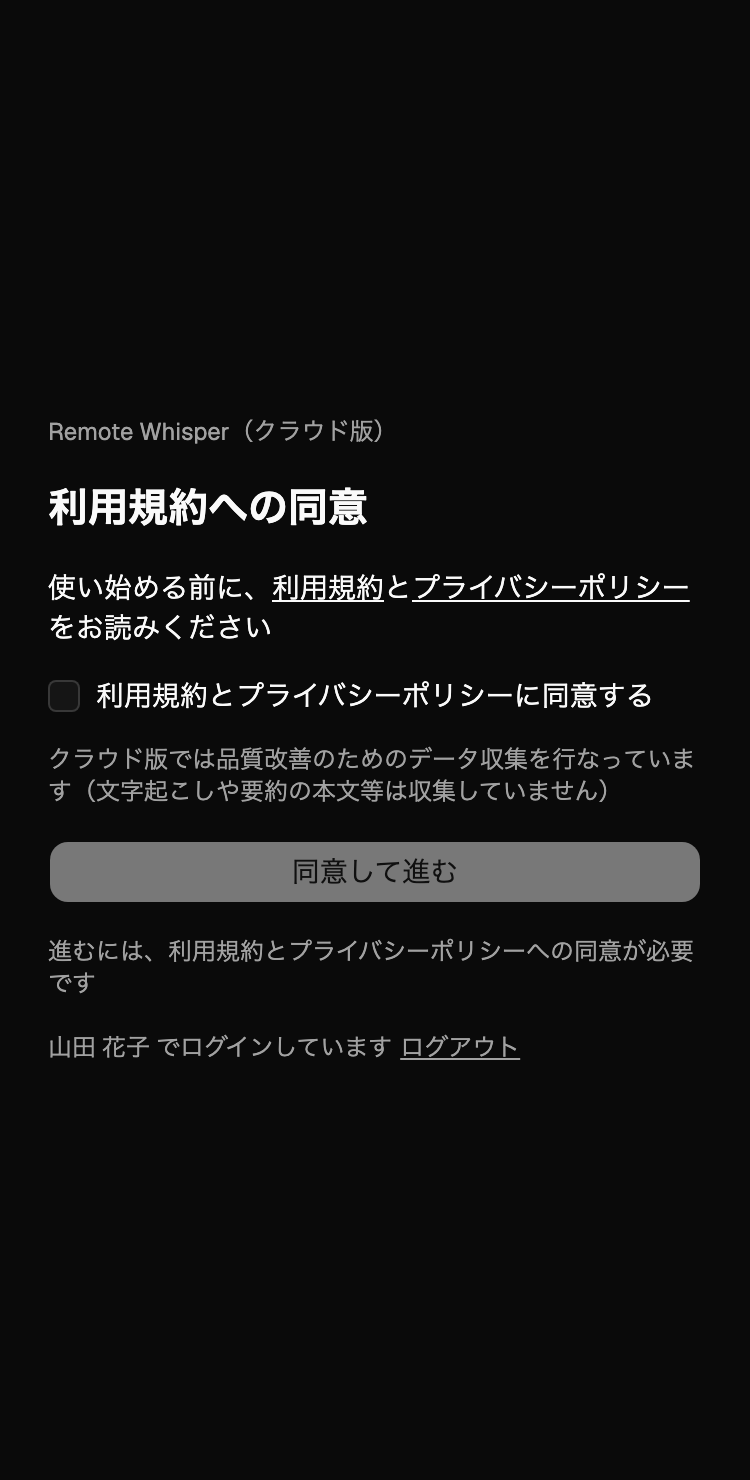 Remote Whisper（クラウド版）
利用規約への同意
使い始める前に、利用規約とプライバシーポリシー
をお読みください
利用規約とプライバシーポリシーに同意する
クラウド版では品質改善のためのデータ収集を行なっていま
す（文字起こしや要約の本文等は収集していません）
同意して進む
進むには、利用規約とプライバシーポリシーへの同意が必要
です
山田 花子 でログインしています ログアウト